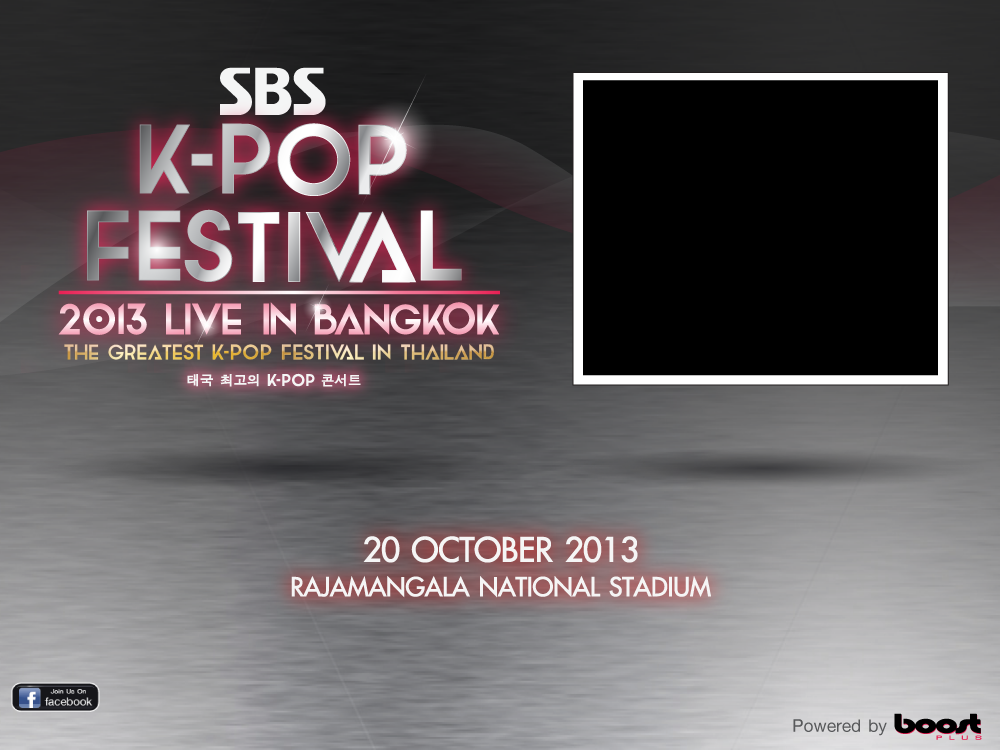 SBS
K-POP
FESTIVAL
2013 LIVE IN BANGKOK
THE GREATEST K-POP FESTIVAL IN THAILAND
태국 최고의 K-POP 콘서트
20 OCTOBER 2013
RAJAMANGALA NATIONAL STADIUM
f
Join Us On
facebook
Powered by boost
PLUS